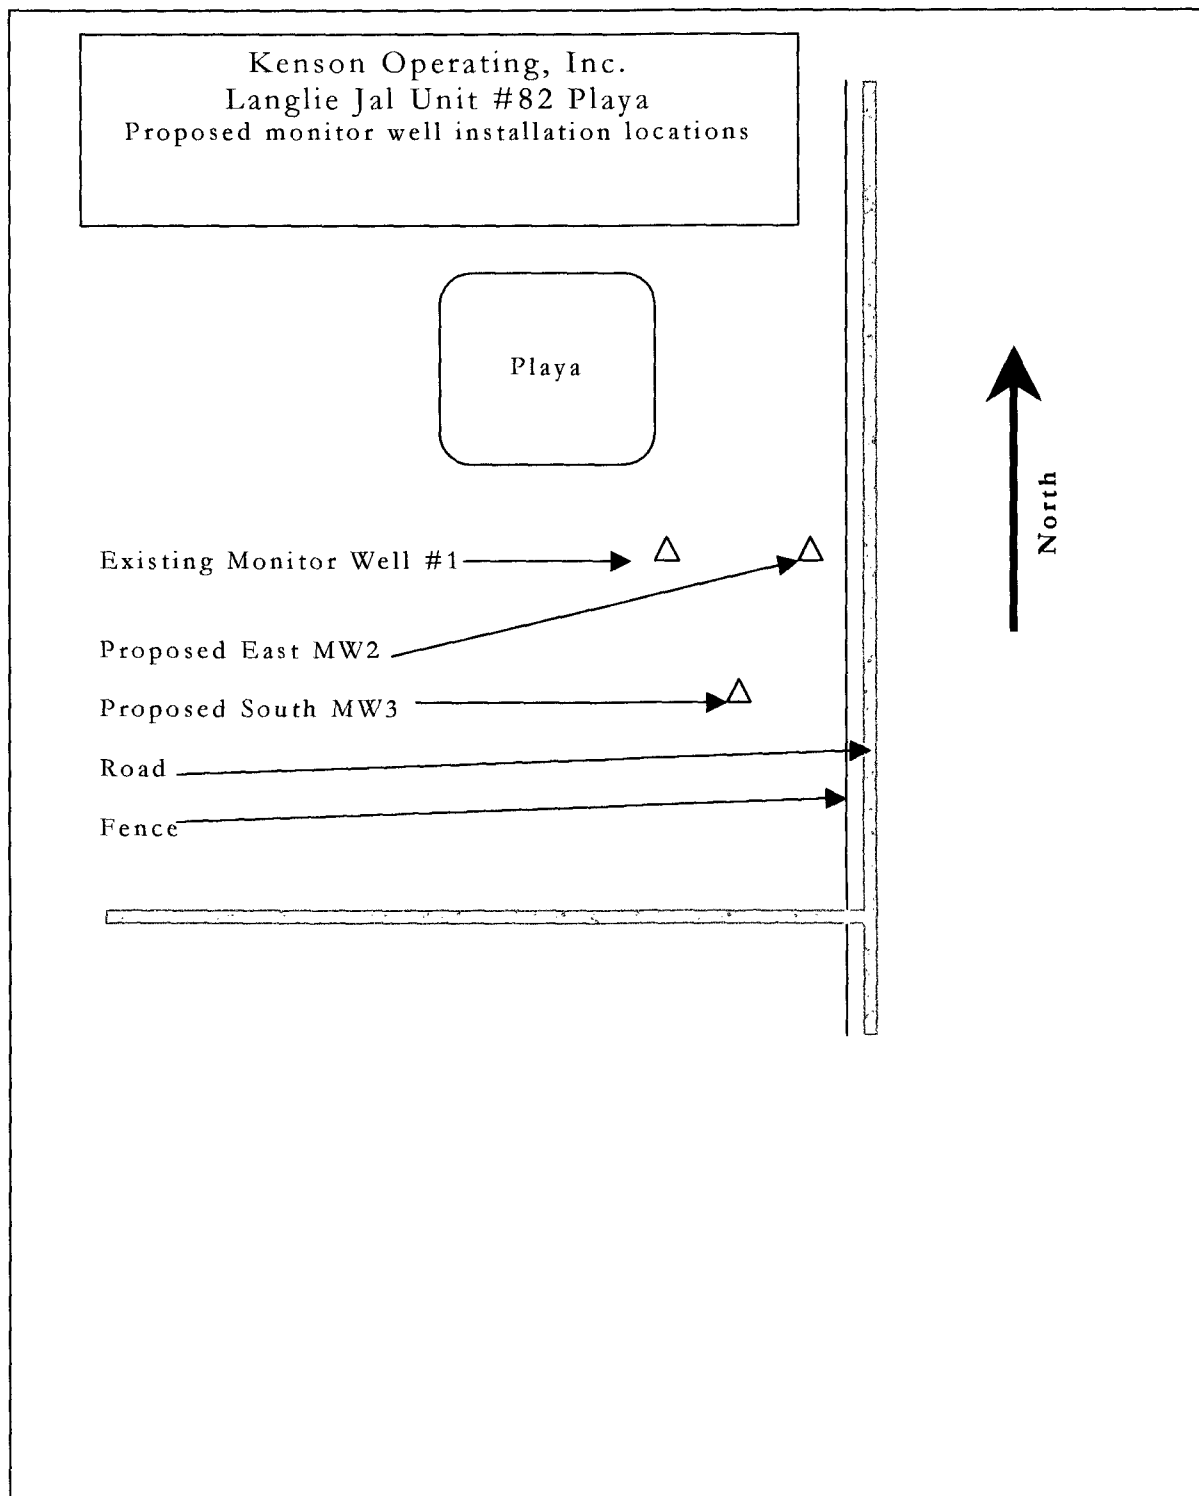 Kenson Operating, Inc.
Langlie Jal Unit #82 Playa
Proposed monitor well installation locations
Playa
North
Existing Monitor Well #1
Proposed East MW2
Proposed South MW3
Road
Fence